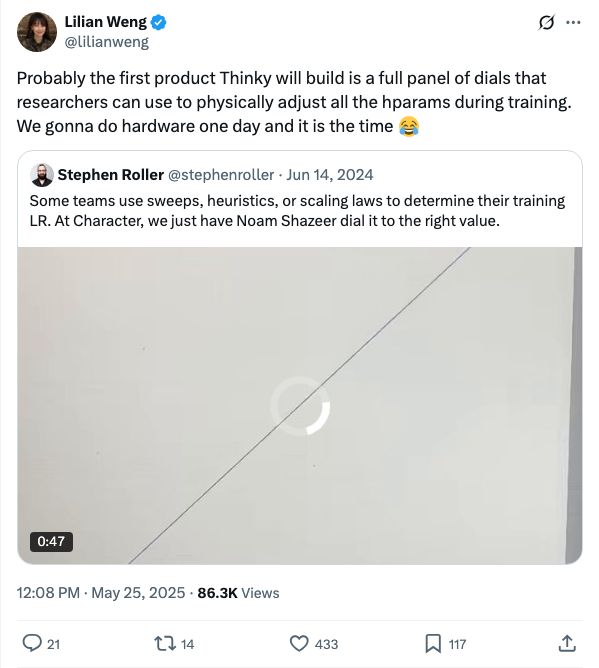 Lilian Weng
@lilianweng
Probably the first product Thinky will build is a full panel of dials that
researchers can use to physically adjust all the hparams during training.
We gonna do hardware one day and it is the time 😂
Stephen Roller @stephenroller · Jun 14, 2024
Some teams use sweeps, heuristics, or scaling laws to determine their training
LR. At Character, we just have Noam Shazeer dial it to the right value.
0:47
12:08 PM · May 25, 2025 · 86.3K Views
21 14 433 117